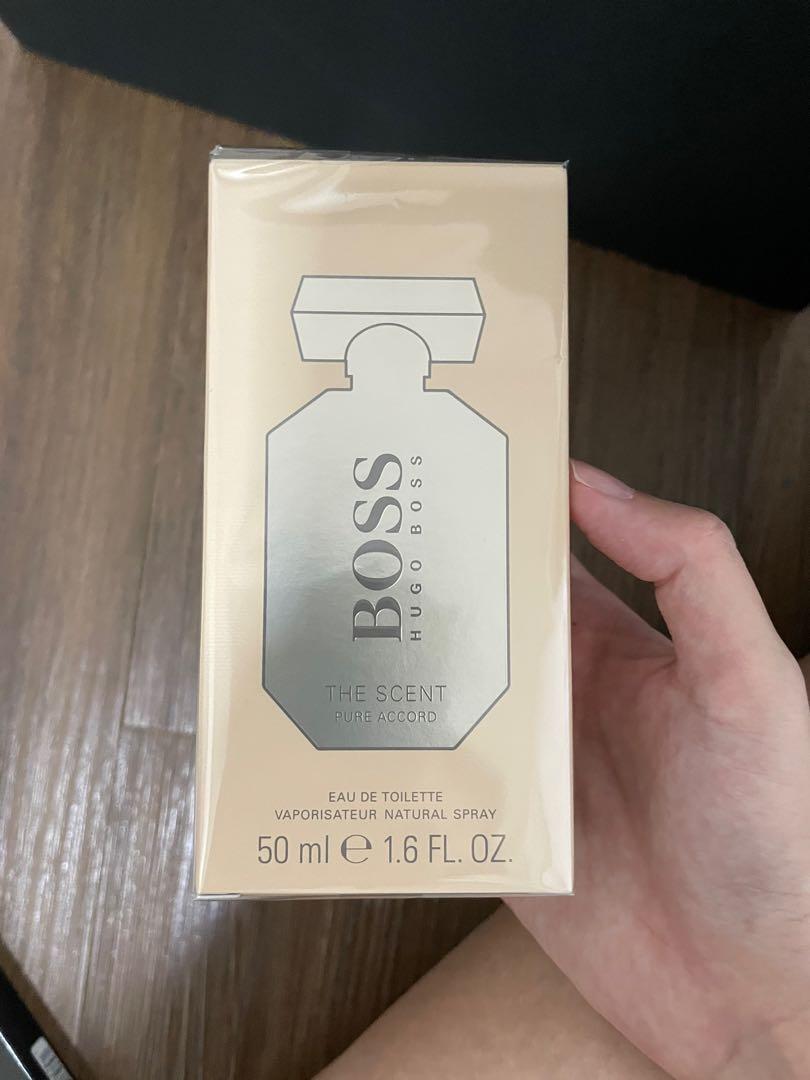 BOSS
HUGO BOSS
THE SCENT
PURE ACCORD
EAU DE TOILETTE
VAPORISATEUR NATURAL SPRAY
50 ml ℮ 1.6 FL. OZ.